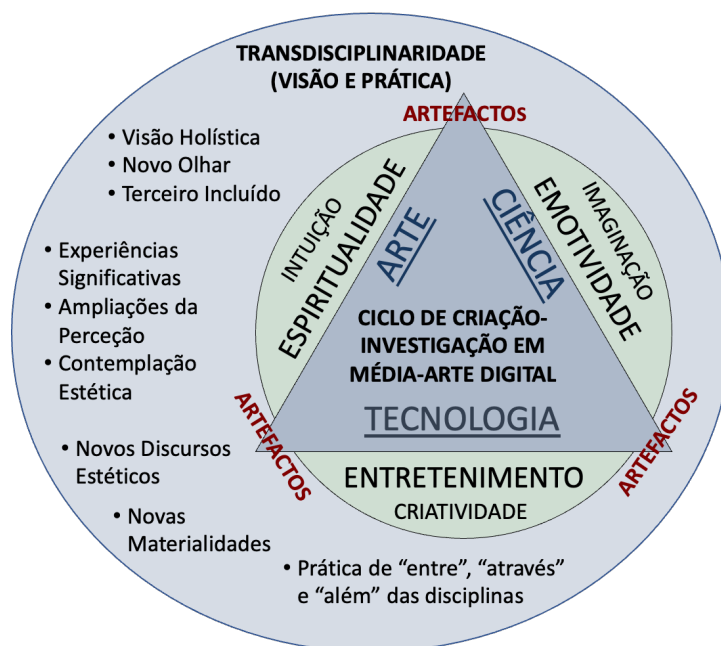 TRANSDISCIPLINARIDADE
(VISÃO E PRÁTICA)
ARTEFACTOs
• Visão Holística
• Novo Olhar
• Terceiro Incluído
INTUIÇÃO
ESPIRITUALIDADE
ARTE
CIÊNCIA
EMOTIVIDADE
IMAGINAÇÃO
• Experiências
Significativas
• Ampliações da
Perceção
• Contemplação
Estética
CICLO DE CRIAÇÃO-
INVESTIGAÇÃO EM
MÉDIA-ARTE DIGITAL
TECNOLOGIA
ARTEFACTOS
ARTEFACTOS
• Novos Discursos
Estéticos
ENTRETENIMENTO
CRIATIVIDADE
• Novas
Materialidades
• Prática de “entre”, “através”
e “além” das disciplinas